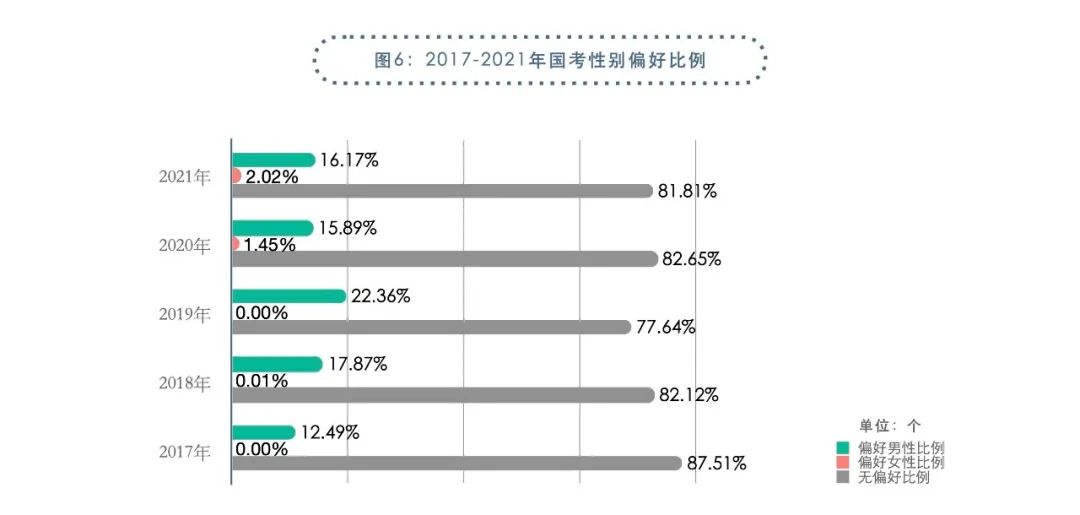 图6：2017-2021年国考性别偏好比例
16.17%
2021年
2.02%
81.81%
15.89%
2020年
1.45%
82.65%
22.36%
2019年
0.00%
77.64%
17.87%
2018年
0.01%
82.12%
12.49%
2017年
0.00%
87.51%
单位：个
偏好男性比例
偏好女性比例
无偏好比例